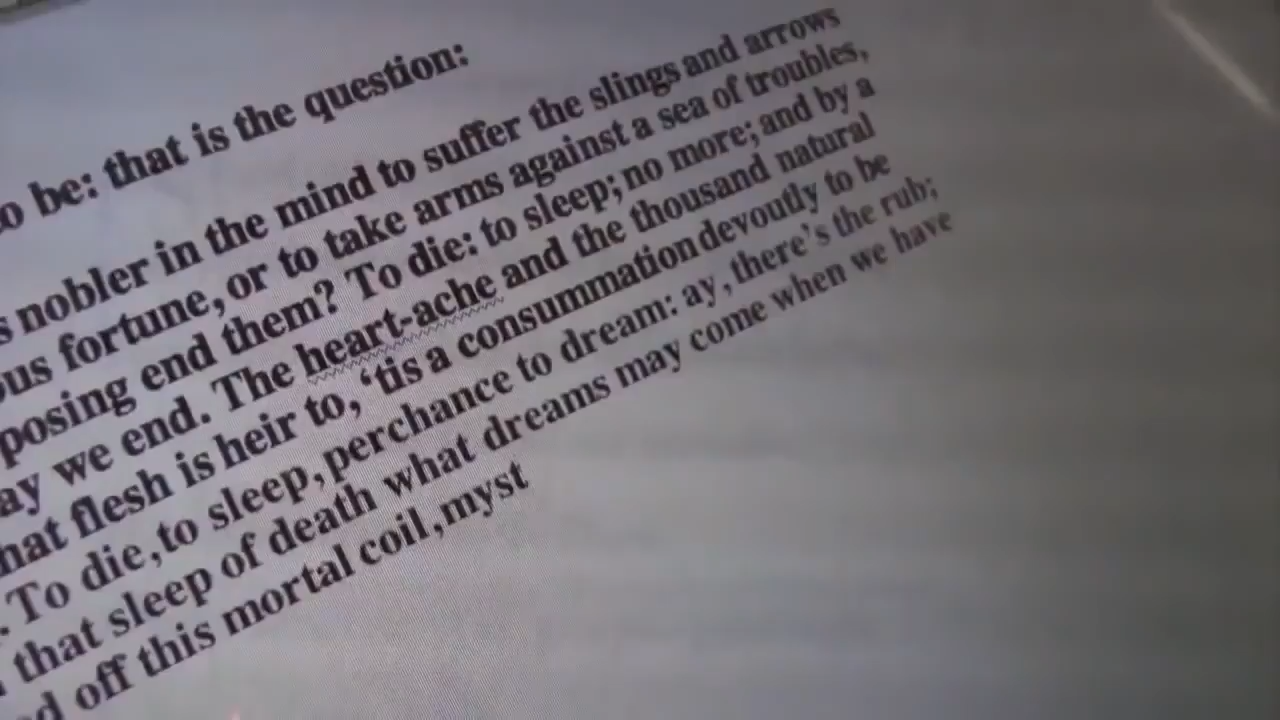 be: that is the question:
nobler in the mind to suffer the slings and arrows
fortune, or to take arms against a sea of troubles,
end them? To die: to sleep; no more; and by a
we end. The heart-ache and the thousand natural
flesh is heir to, ‘tis a consummation devoutly to be
To die, to sleep, perchance to dream: ay, there's the rub;
that sleep of death what dreams may come when we have
off this mortal coil, myst